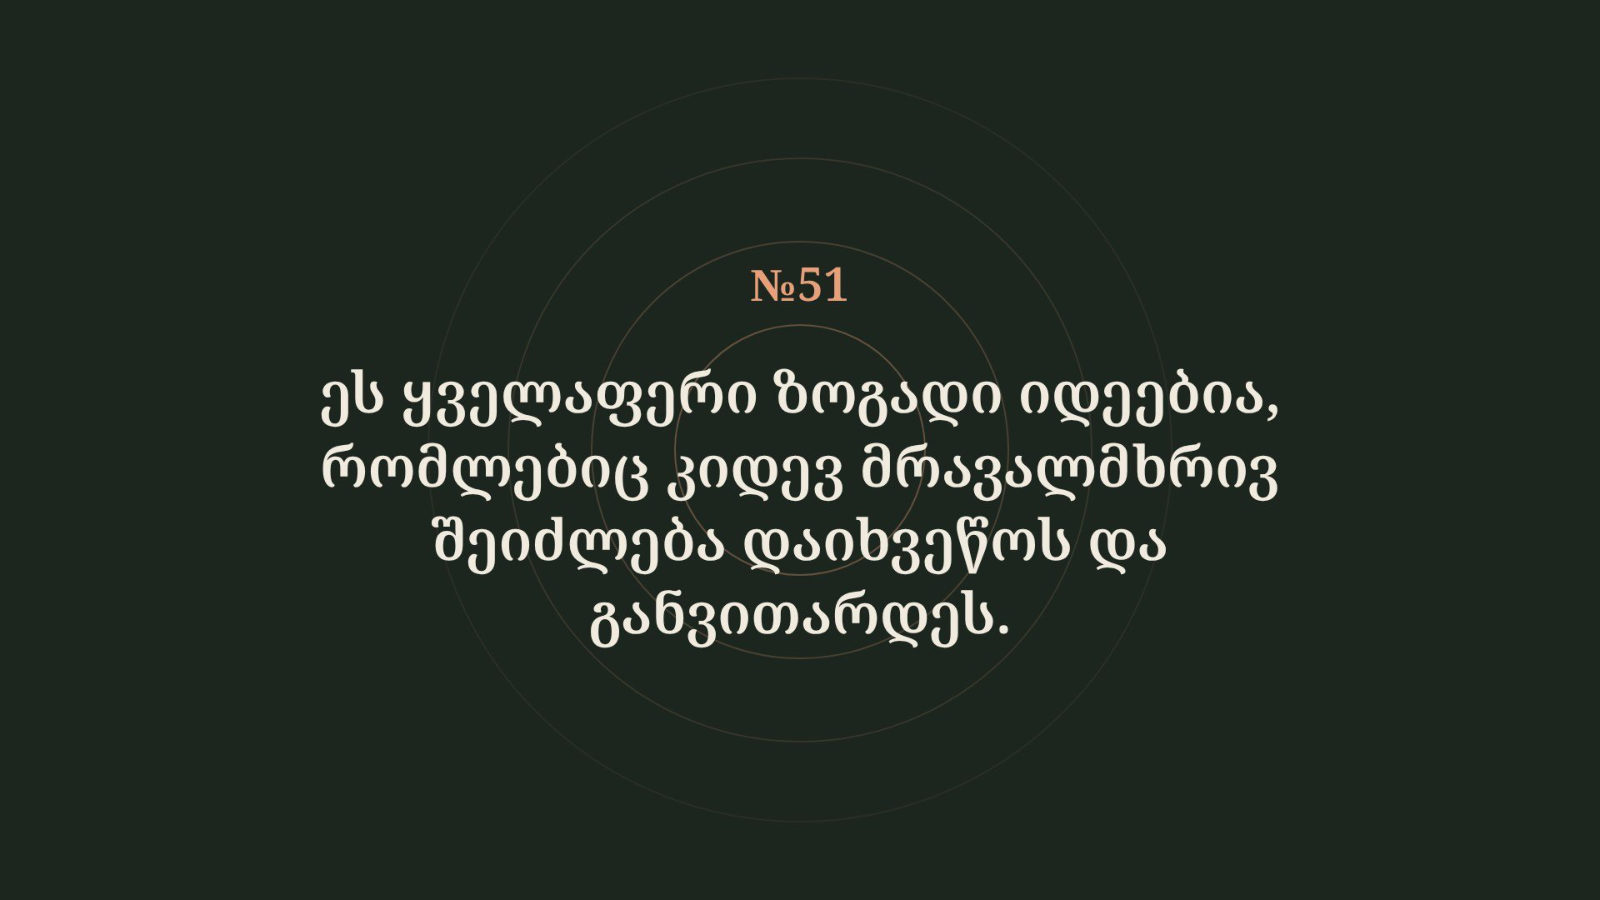 №51
ეს ყველაფერი ზოგადი იდეებია,
რომლებიც კიდევ მრავალმხრივ
შეიძლება დაიხვეწოს და
განვითარდეს.